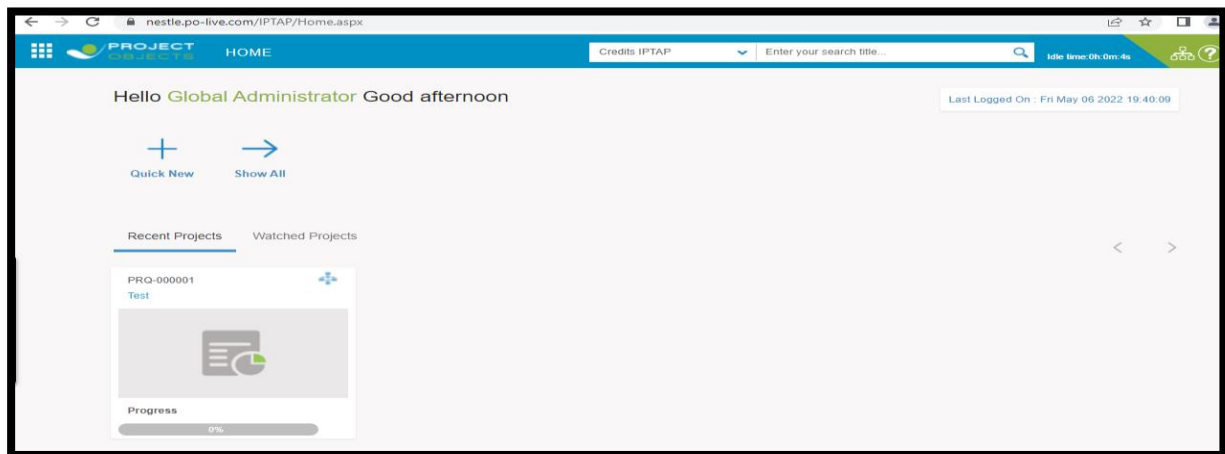 nestle.po-live.com/IPTAP/Home.aspx
PROJECT OBJECTS HOME Credits IPTAP Enter your search title... Idle time:0h:0m:4s ?
Hello Global Administrator Good afternoon Last Logged On : Fri May 06 2022 19:40:09
Quick New Show All
Recent Projects Watched Projects
PRQ-000001
Test
Progress
0%